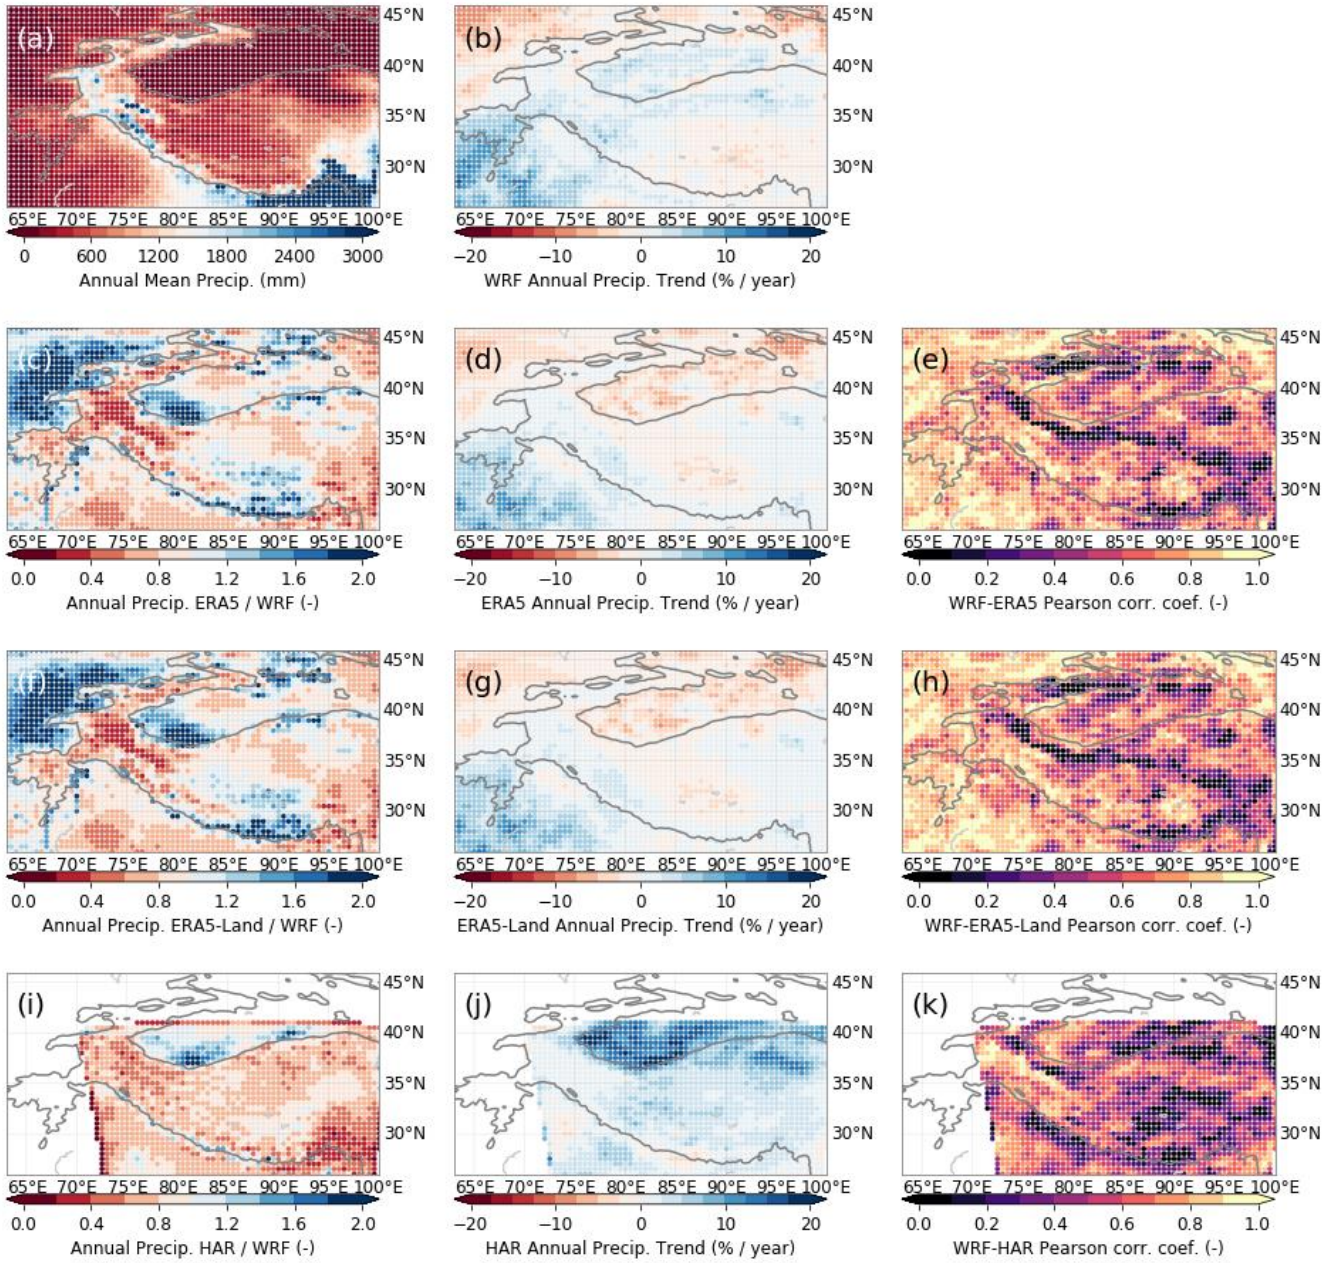 (a)
45°N
40°N
35°N
30°N
65°E 70°E 75°E 80°E 85°E 90°E 95°E 100°E
0 600 1200 1800 2400 3000
Annual Mean Precip. (mm)
(b)
45°N
40°N
35°N
30°N
65°E 70°E 75°E 80°E 85°E 90°E 95°E 100°E
−20 −10 0 10 20
WRF Annual Precip. Trend (% / year)
(c)
45°N
40°N
35°N
30°N
65°E 70°E 75°E 80°E 85°E 90°E 95°E 100°E
0.0 0.4 0.8 1.2 1.6 2.0
Annual Precip. ERA5 / WRF (-)
(d)
45°N
40°N
35°N
30°N
65°E 70°E 75°E 80°E 85°E 90°E 95°E 100°E
−20 −10 0 10 20
ERA5 Annual Precip. Trend (% / year)
(e)
45°N
40°N
35°N
30°N
65°E 70°E 75°E 80°E 85°E 90°E 95°E 100°E
0.0 0.2 0.4 0.6 0.8 1.0
WRF-ERA5 Pearson corr. coef. (-)
(f)
45°N
40°N
35°N
30°N
65°E 70°E 75°E 80°E 85°E 90°E 95°E 100°E
0.0 0.4 0.8 1.2 1.6 2.0
Annual Precip. ERA5-Land / WRF (-)
(g)
45°N
40°N
35°N
30°N
65°E 70°E 75°E 80°E 85°E 90°E 95°E 100°E
−20 −10 0 10 20
ERA5-Land Annual Precip. Trend (% / year)
(h)
45°N
40°N
35°N
30°N
65°E 70°E 75°E 80°E 85°E 90°E 95°E 100°E
0.0 0.2 0.4 0.6 0.8 1.0
WRF-ERA5-Land Pearson corr. coef. (-)
(i)
45°N
40°N
35°N
30°N
65°E 70°E 75°E 80°E 85°E 90°E 95°E 100°E
0.0 0.4 0.8 1.2 1.6 2.0
Annual Precip. HAR / WRF (-)
(j)
45°N
40°N
35°N
30°N
65°E 70°E 75°E 80°E 85°E 90°E 95°E 100°E
−20 −10 0 10 20
HAR Annual Precip. Trend (% / year)
(k)
45°N
40°N
35°N
30°N
65°E 70°E 75°E 80°E 85°E 90°E 95°E 100°E
0.0 0.2 0.4 0.6 0.8 1.0
WRF-HAR Pearson corr. coef. (-)